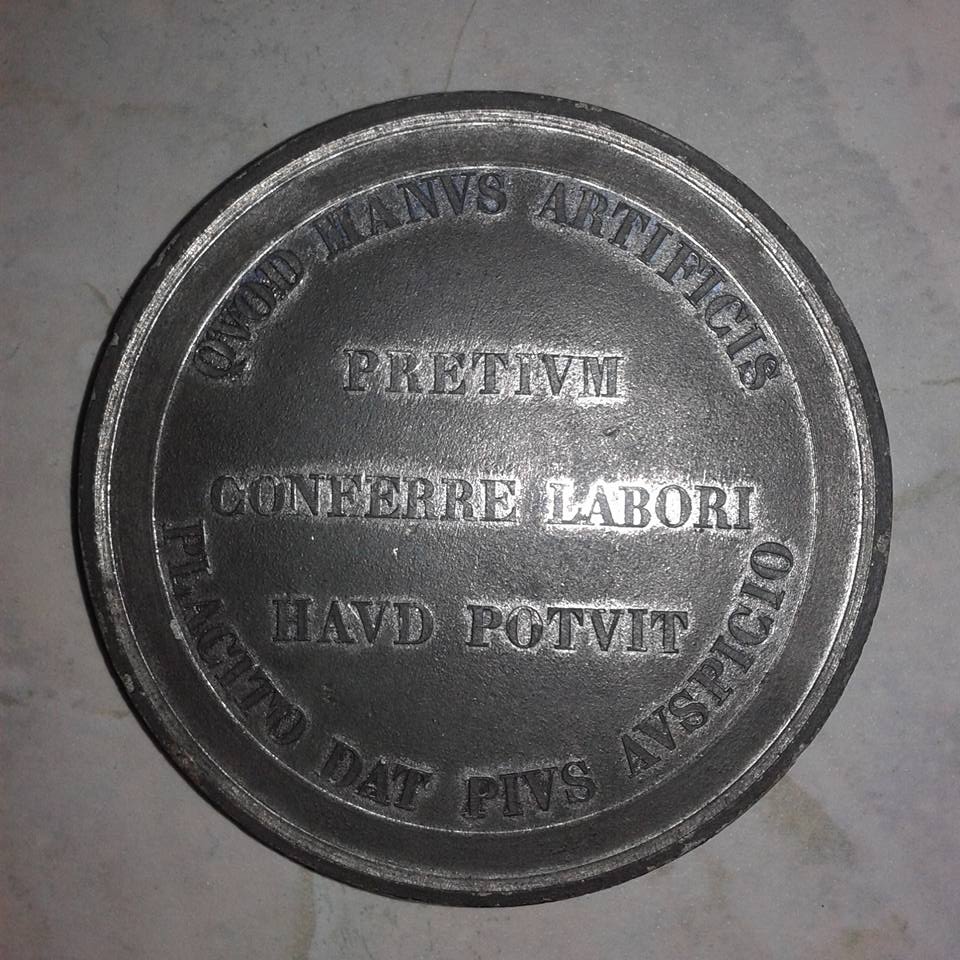 QVOD MANVS ARTIFICIS
PRETIVM
CONFERRE LABORI
HAVD POTVIT
PLACITO DAT PIVS AVSPICIO